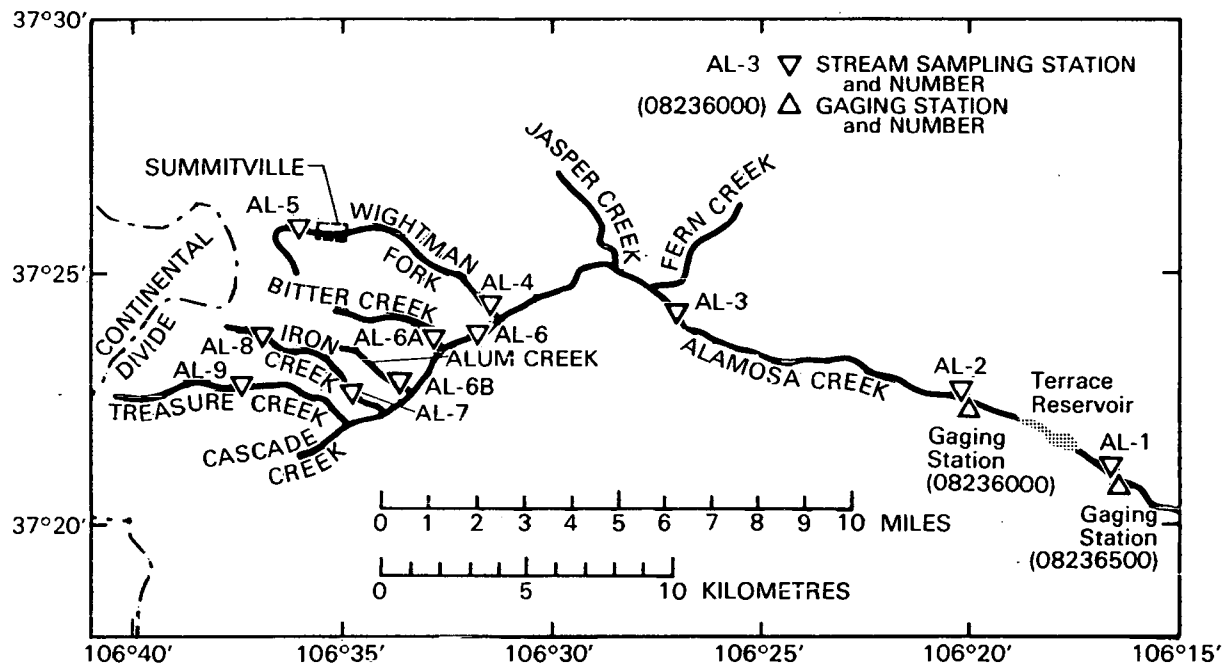 37°30'
AL-3 ▽ STREAM SAMPLING STATION
and NUMBER
(08236000) △ GAGING STATION
and NUMBER
JASPER CREEK
FERN CREEK
SUMMITVILLE
AL-5
WIGHTMAN
FORK
CONTINENTAL
DIVIDE
37°25'
BITTER CREEK
AL-4
AL-3
AL-6A
AL-6
IRON
CREEK
ALUM CREEK
AL-8
AL-9
AL-6B
AL-7
ALAMOSA CREEK
TREASURE CREEK
CASCADE
CREEK
AL-2
Terrace
Reservoir
Gaging
Station
(08236000)
AL-1
37°20'
0 1 2 3 4 5 6 7 8 9 10 MILES
Gaging
Station
(08236500)
0 5 10 KILOMETRES
106°40' 106°35' 106°30' 106°25' 106°20' 106°15'